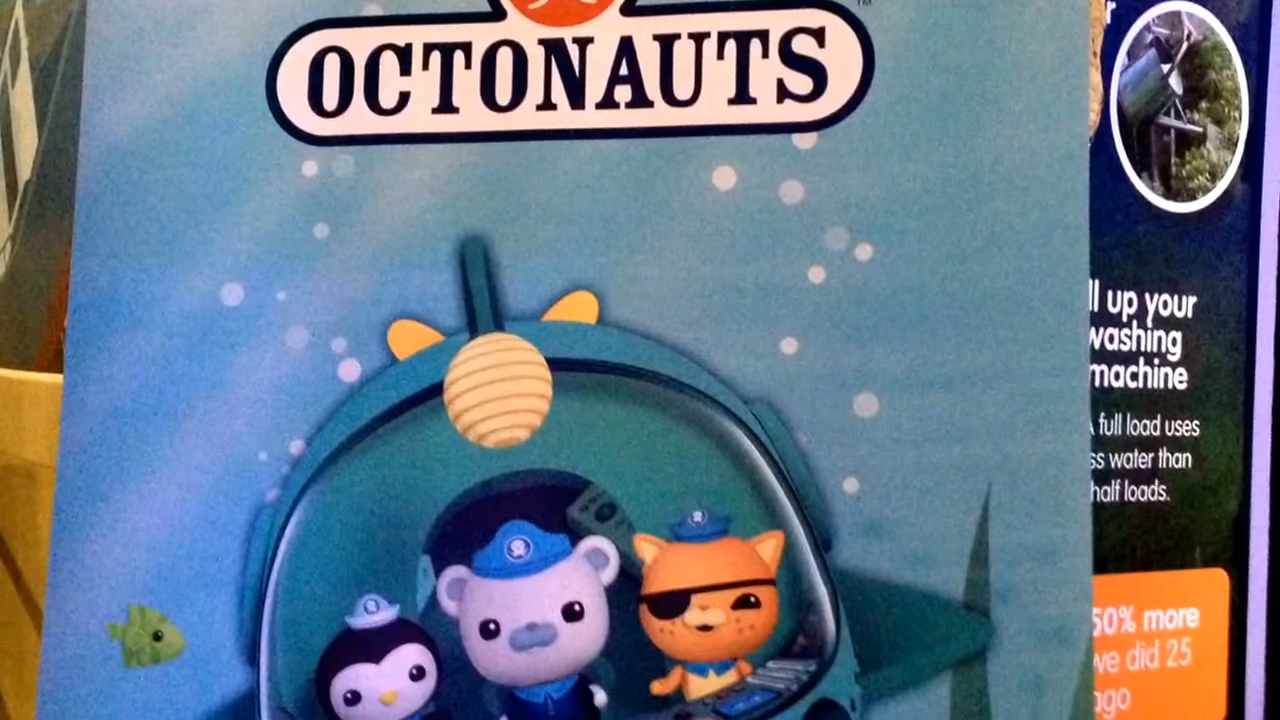 OCTONAUTS
TM
r
ll up your
washing
machine
A full load uses
ss water than
half loads.
50% more
we did 25
ago